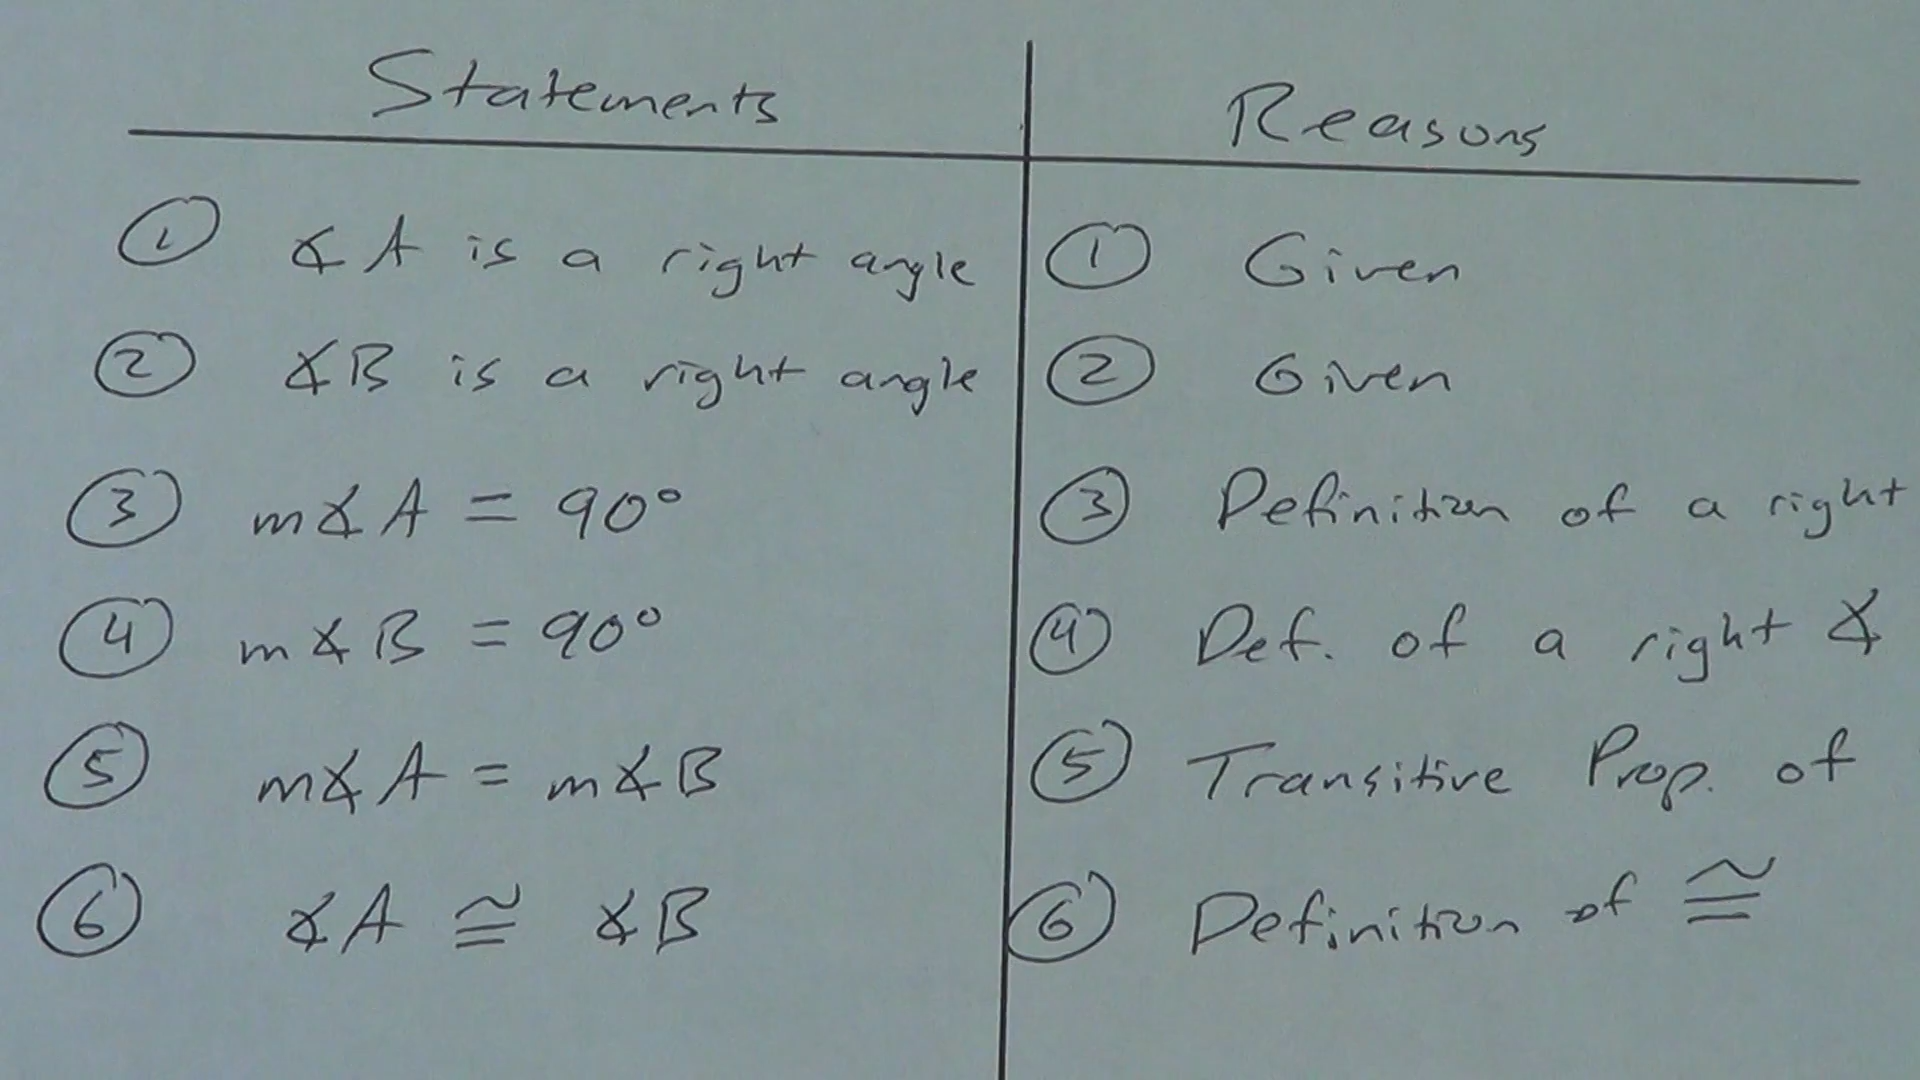 Statements
Reasons
① ∡A is a right angle
① Given
② ∡B is a right angle
② Given
③ m∡A = 90°
③ Definition of a right
④ m∡B = 90°
④ Def. of a right ∡
⑤ m∡A = m∡B
⑤ Transitive Prop. of
⑥ ∡A ≅ ∡B
⑥ Definition of ≅